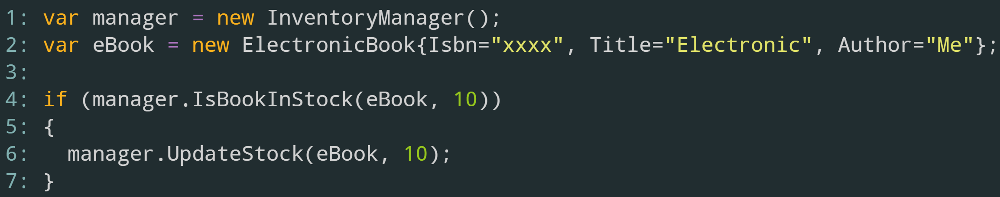 1: var manager = new InventoryManager();
2: var eBook = new ElectronicBook{Isbn="xxxx", Title="Electronic", Author="Me"};
3:
4: if (manager.IsBookInStock(eBook, 10))
5: {
6:   manager.UpdateStock(eBook, 10);
7: }